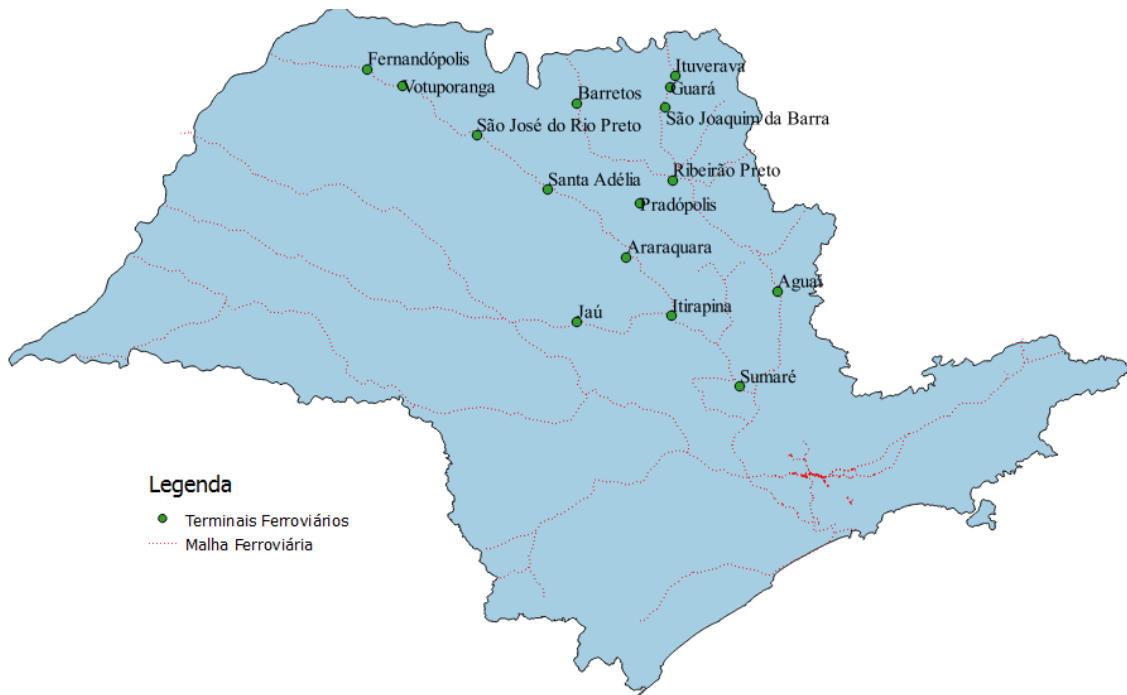 Fernandópolis
Ituverava
Votuporanga
Guará
Barretos
São Joaquim da Barra
São José do Rio Preto
Ribeirão Preto
Santa Adélia
Pradópolis
Araraquara
Aguaí
Jaú
Itirapina
Sumaré
Legenda
Terminais Ferroviários
Malha Ferroviária